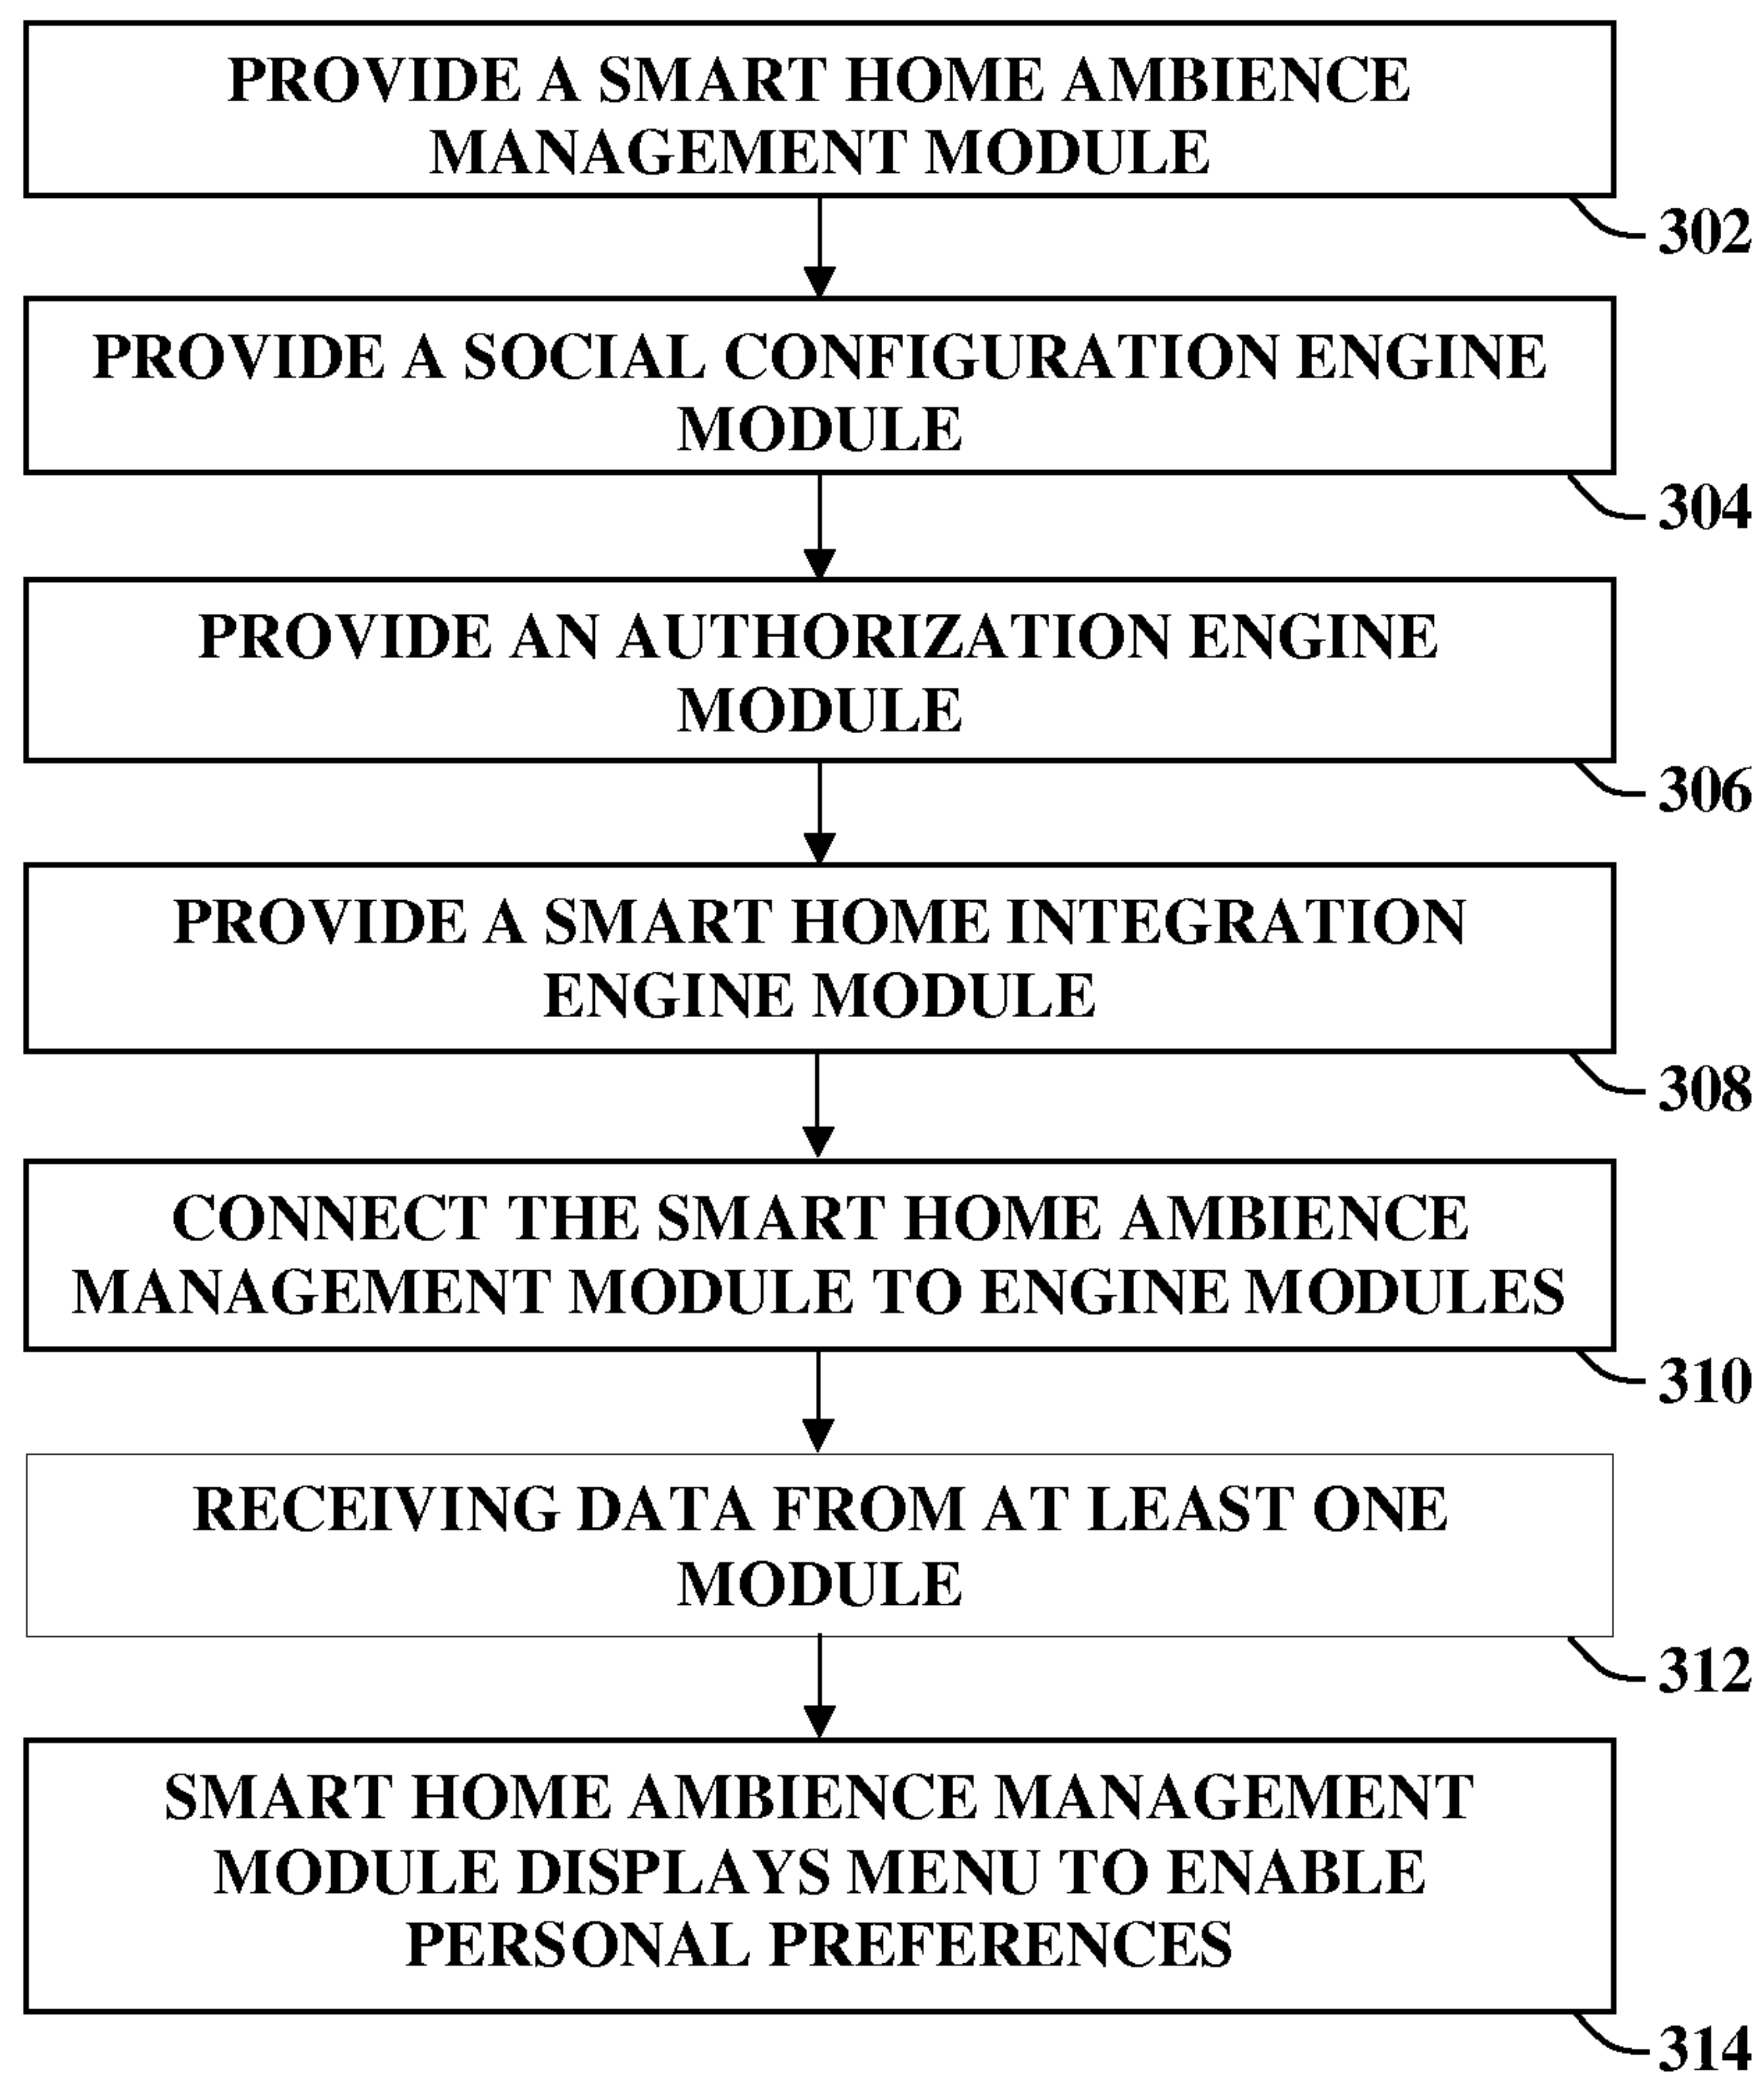 PROVIDE A SMART HOME AMBIENCE
MANAGEMENT MODULE
302
PROVIDE A SOCIAL CONFIGURATION ENGINE
MODULE
304
PROVIDE AN AUTHORIZATION ENGINE
MODULE
306
PROVIDE A SMART HOME INTEGRATION
ENGINE MODULE
308
CONNECT THE SMART HOME AMBIENCE
MANAGEMENT MODULE TO ENGINE MODULES
310
RECEIVING DATA FROM AT LEAST ONE
MODULE
312
SMART HOME AMBIENCE MANAGEMENT
MODULE DISPLAYS MENU TO ENABLE
PERSONAL PREFERENCES
314